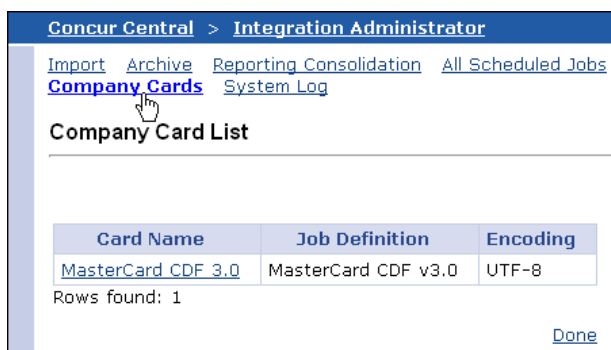 Concur Central > Integration Administrator
Import Archive Reporting Consolidation All Scheduled Jobs
Company Cards System Log
Company Card List
Card Name Job Definition Encoding
MasterCard CDF 3.0 MasterCard CDF v3.0 UTF-8
Rows found: 1
Done